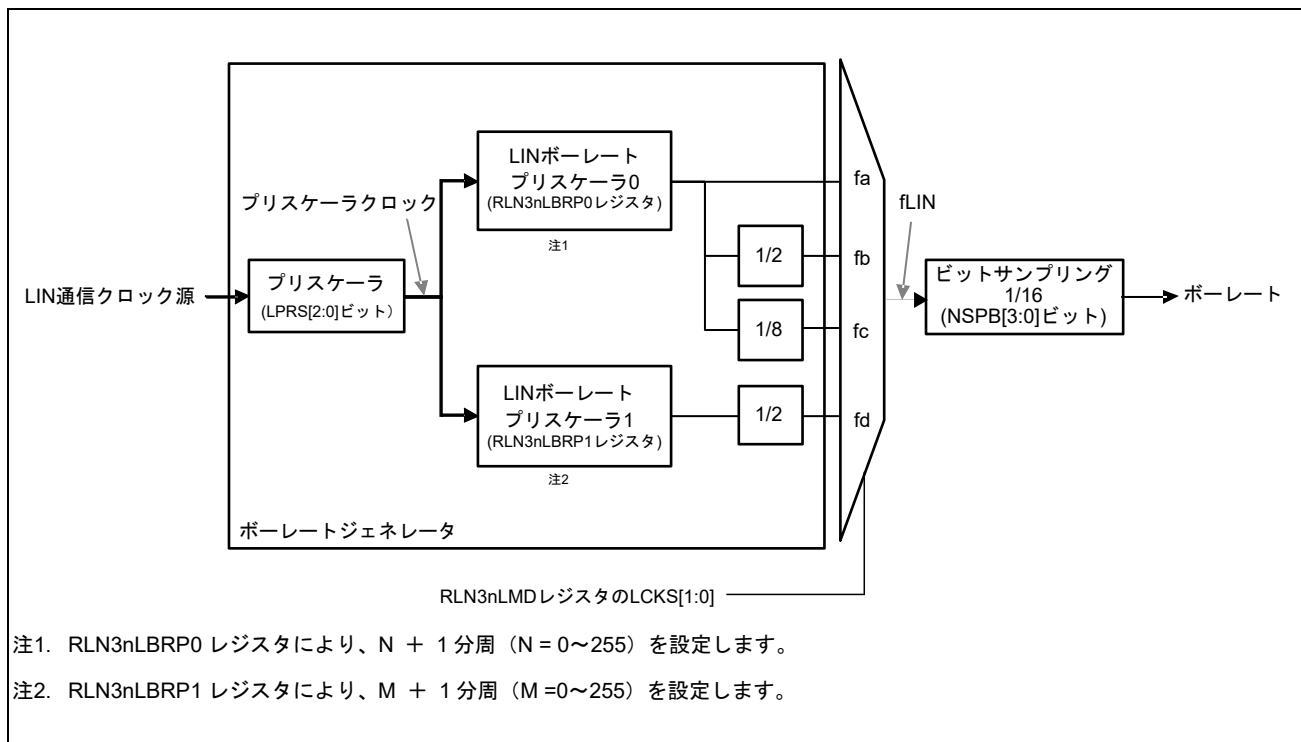 LINボーレート
プリスケーラ0
(RLN3nLBRP0レジスタ)
注1
プリスケーラクロック
fa
fLIN
1/2
fb
LIN通信クロック源
プリスケーラ
(LPRS[2:0]ビット)
ビットサンプリング
1/16
(NSPB[3:0]ビット)
ボーレート
1/8
fc
LINボーレート
プリスケーラ1
(RLN3nLBRP1レジスタ)
注2
1/2
fd
ボーレートジェネレータ
RLN3nLMDレジスタのLCKS[1:0]
注1. RLN3nLBRP0 レジスタにより、N + 1 分周（N = 0～255）を設定します。
注2. RLN3nLBRP1 レジスタにより、M + 1 分周（M =0～255）を設定します。